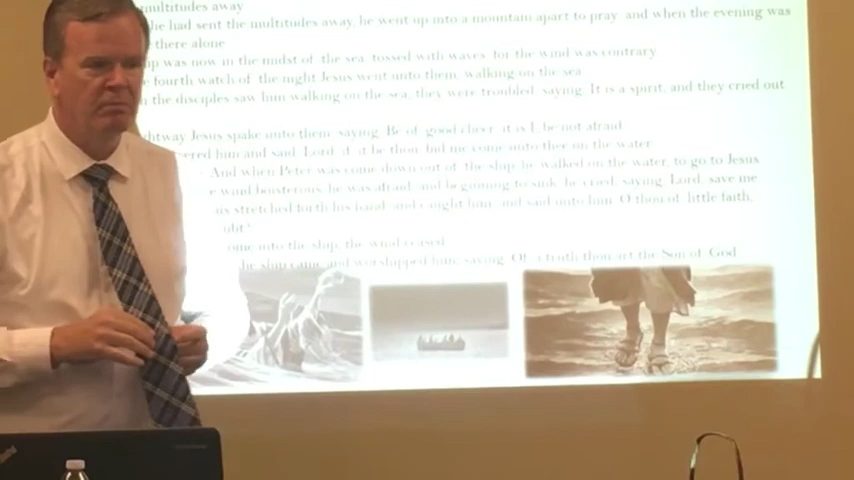 multitudes away
he had sent the multitudes away, he went up into a mountain apart to pray: and when the evening was
there alone
was now in the midst of the sea, tossed with waves: for the wind was contrary
fourth watch of the night Jesus went unto them, walking on the sea
the disciples saw him walking on the sea, they were troubled, saying, It is a spirit; and they cried out
Jesus spake unto them, saying, Be of good cheer; it is I; be not afraid
him and said, Lord, if it be thou, bid me come unto thee on the water
And when Peter was come down out of the ship, he walked on the water, to go to Jesus
wind boisterous, he was afraid; and beginning to sink, he cried, saying, Lord, save me
stretched forth his hand, and caught him, and said unto him, O thou of little faith,
come into the ship, the wind ceased
ship came and worshipped him, saying, Of a truth thou art the Son of God